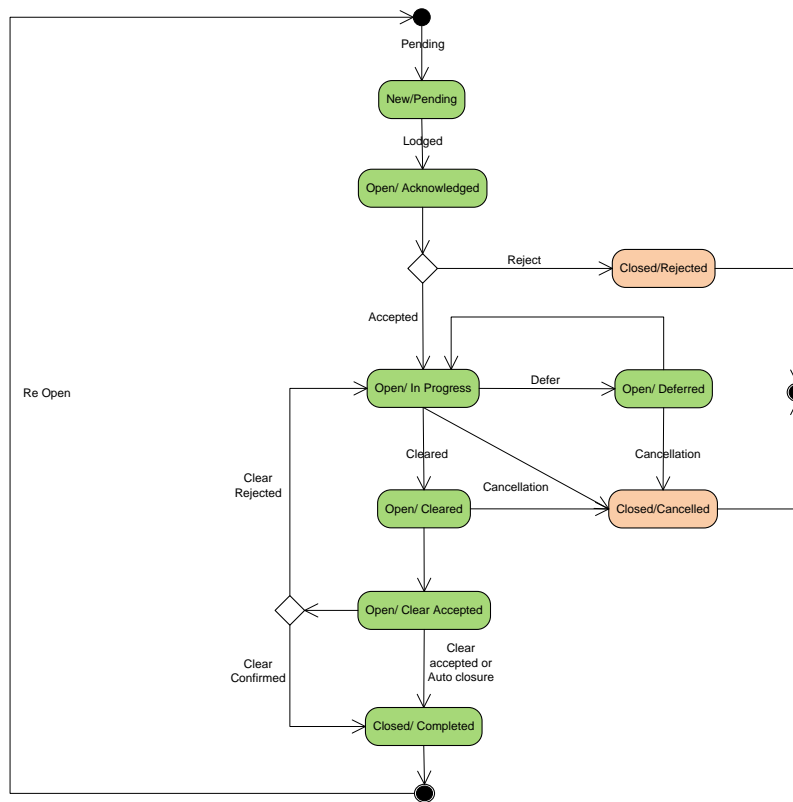 Pending
New/Pending
Lodged
Open/ Acknowledged
Reject
Closed/Rejected
Accepted
Re Open
Open/ In Progress
Defer
Open/ Deferred
Cleared
Cancellation
Clear
Rejected
Cancellation
Open/ Cleared
Closed/Cancelled
Open/ Clear Accepted
Clear
Confirmed
Clear
accepted or
Auto closure
Closed/ Completed